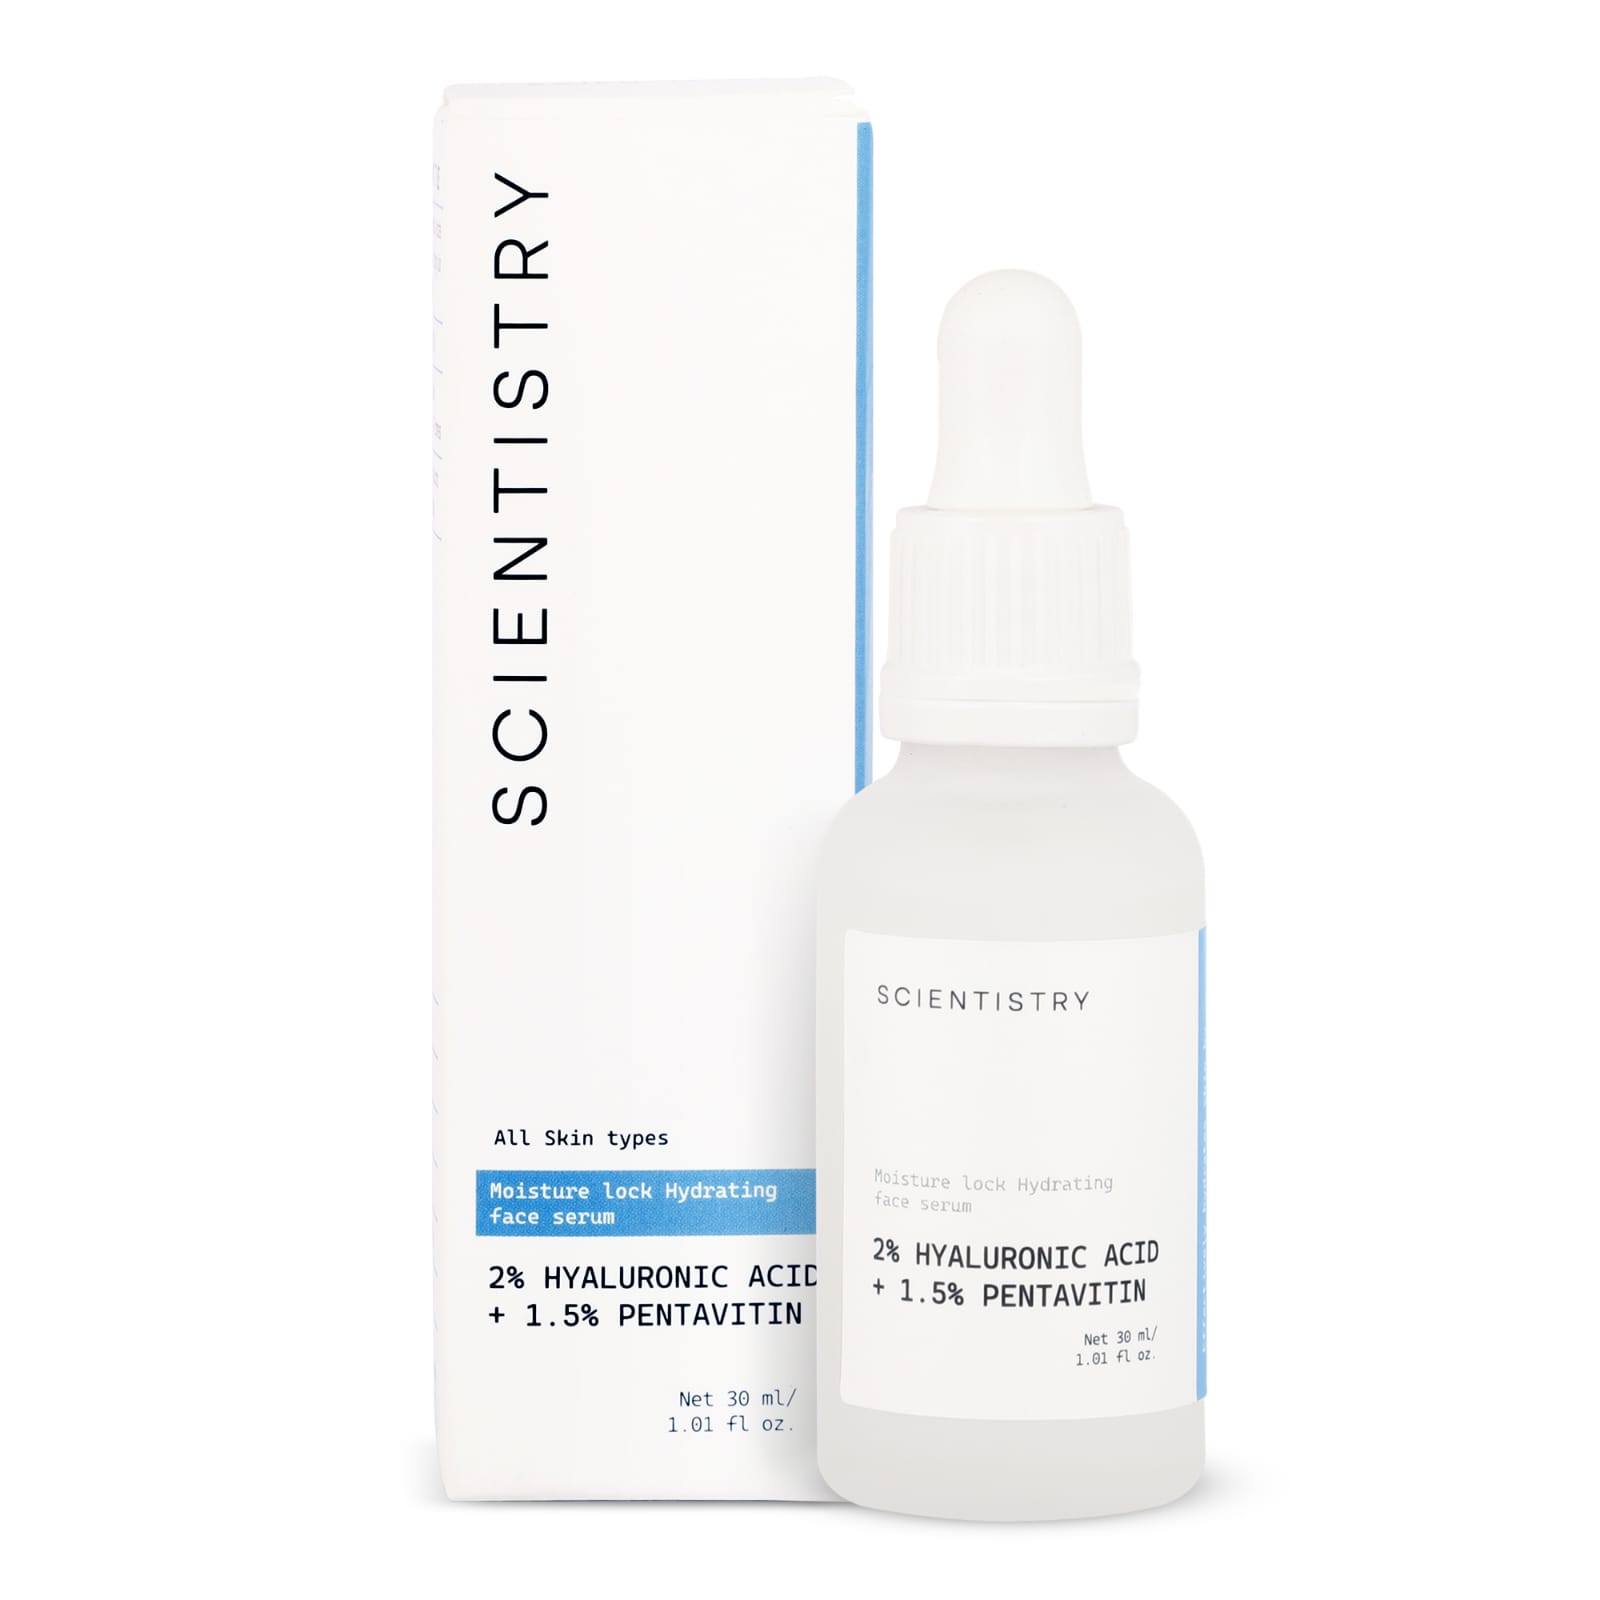 SCIENTISTRY
All Skin types
Moisture lock Hydrating
face serum
2% HYALURONIC ACID
+ 1.5% PENTAVITIN
Net 30 ml/
1.01 fl oz.
SCIENTISTRY
Moisture lock Hydrating
face serum
2% HYALURONIC ACID
+ 1.5% PENTAVITIN
Net 30 ml/
1.01 fl oz.